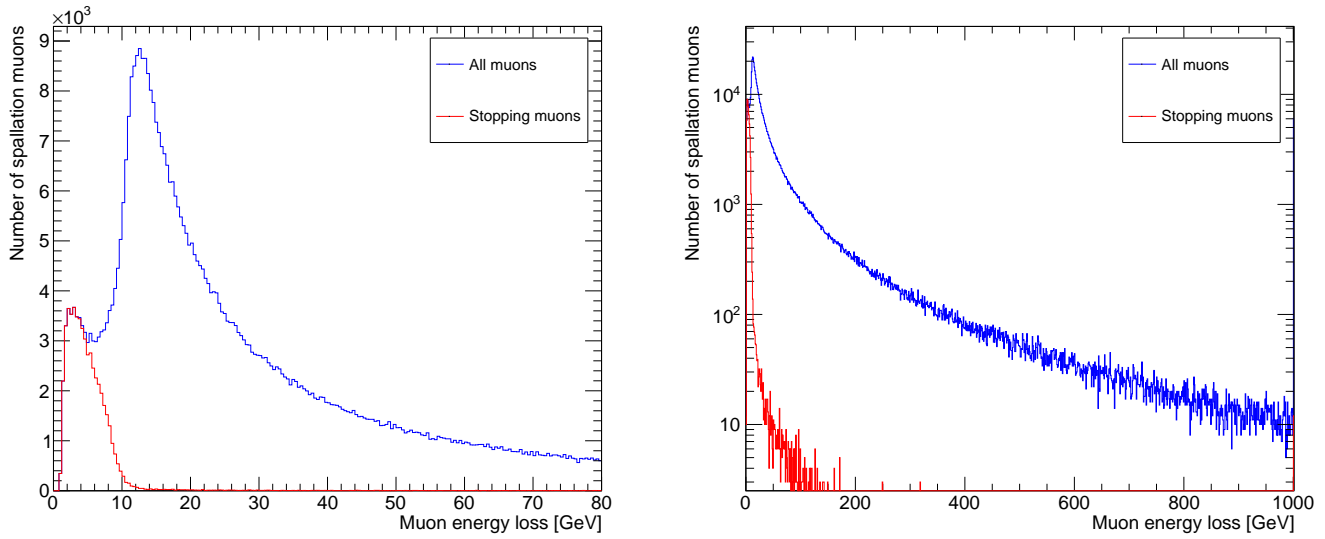 ×10³
9
8
7
6
5
4
3
2
1
0
Number of spallation muons
All muons
Stopping muons
0 10 20 30 40 50 60 70 80
Muon energy loss [GeV]
10⁴
10³
10²
10
Number of spallation muons
All muons
Stopping muons
0 200 400 600 800 1000
Muon energy loss [GeV]